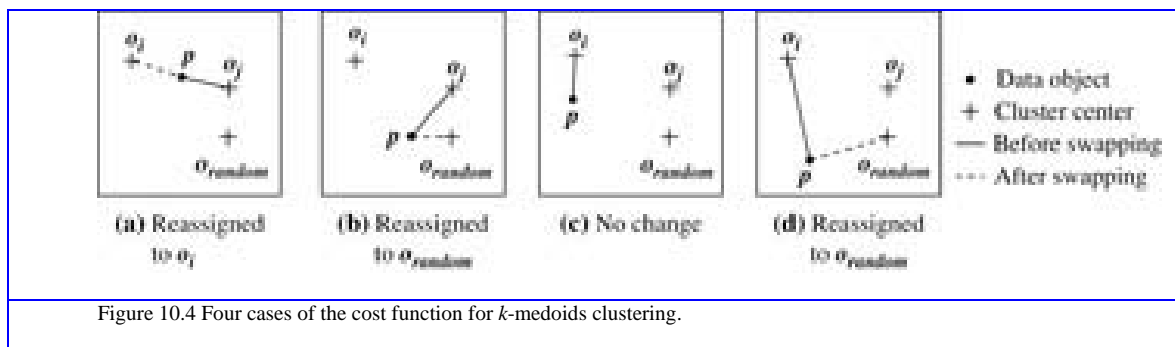 o_i
p
o_j
o_random
(a) Reassigned
to o_i
o_i
o_j
p
o_random
(b) Reassigned
to o_random
o_i
o_j
p
o_random
(c) No change
o_i
o_j
o_random
p
(d) Reassigned
to o_random
Data object
Cluster center
Before swapping
After swapping
Figure 10.4 Four cases of the cost function for k-medoids clustering.